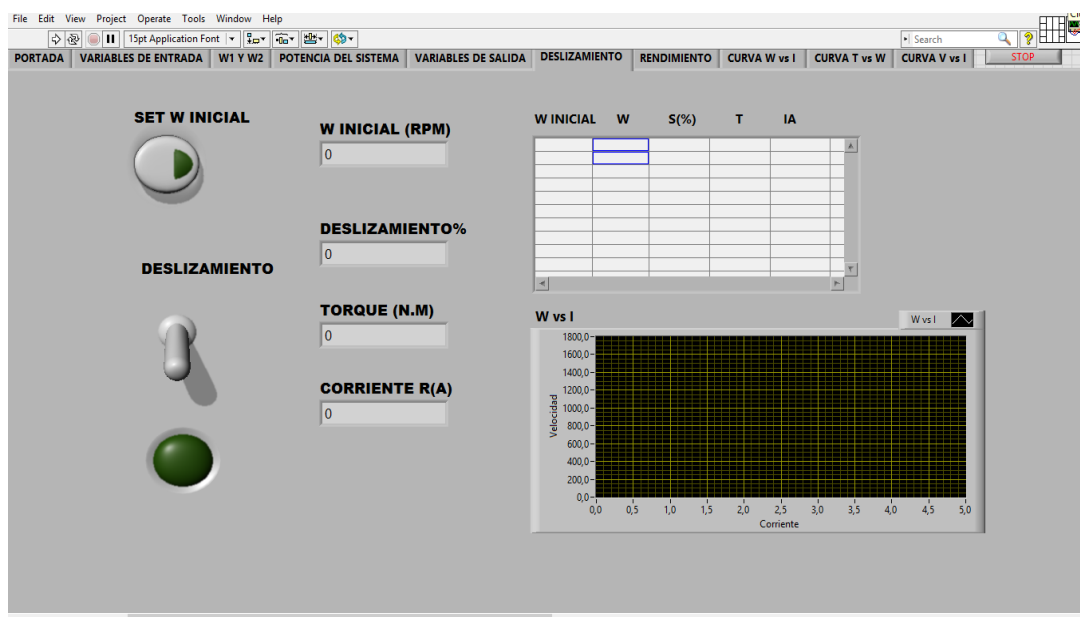 File Edit View Project Operate Tools Window Help
15pt Application Font
Search
PORTADA VARIABLES DE ENTRADA W1 Y W2 POTENCIA DEL SISTEMA VARIABLES DE SALIDA DESLIZAMIENTO RENDIMIENTO CURVA W vs I CURVA T vs W CURVA V vs I STOP
SET W INICIAL
W INICIAL (RPM)
0
DESLIZAMIENTO%
0
DESLIZAMIENTO
TORQUE (N.M)
0
CORRIENTE R(A)
0
W INICIAL W S(%) T IA
W vs I
W vs I
1800,0
1600,0
1400,0
1200,0
1000,0
800,0
600,0
400,0
200,0
0,0
Velocidad
0,0 0,5 1,0 1,5 2,0 2,5 3,0 3,5 4,0 4,5 5,0
Corriente